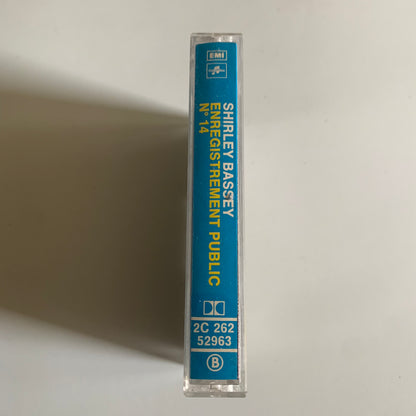 EMI
SHIRLEY BASSEY
ENREGISTREMENT PUBLIC
N° 14
2C 262
52963
B